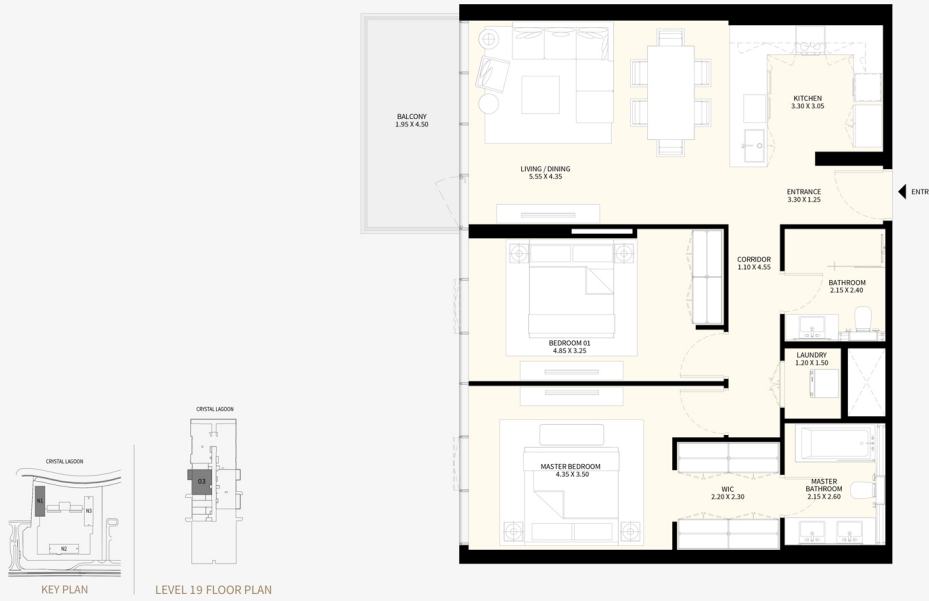 BALCONY
1.95 X 4.50
LIVING / DINING
5.55 X 4.35
KITCHEN
3.30 X 3.05
ENTRANCE
3.30 X 1.25
ENTR
CORRIDOR
1.10 X 4.55
BATHROOM
2.15 X 2.40
BEDROOM 01
4.85 X 3.25
LAUNDRY
1.20 X 1.50
MASTER BEDROOM
4.35 X 3.50
WIC
2.20 X 2.30
MASTER
BATHROOM
2.15 X 2.60
CRYSTAL LAGOON
N1
N3
N2
KEY PLAN
CRYSTAL LAGOON
03
LEVEL 19 FLOOR PLAN